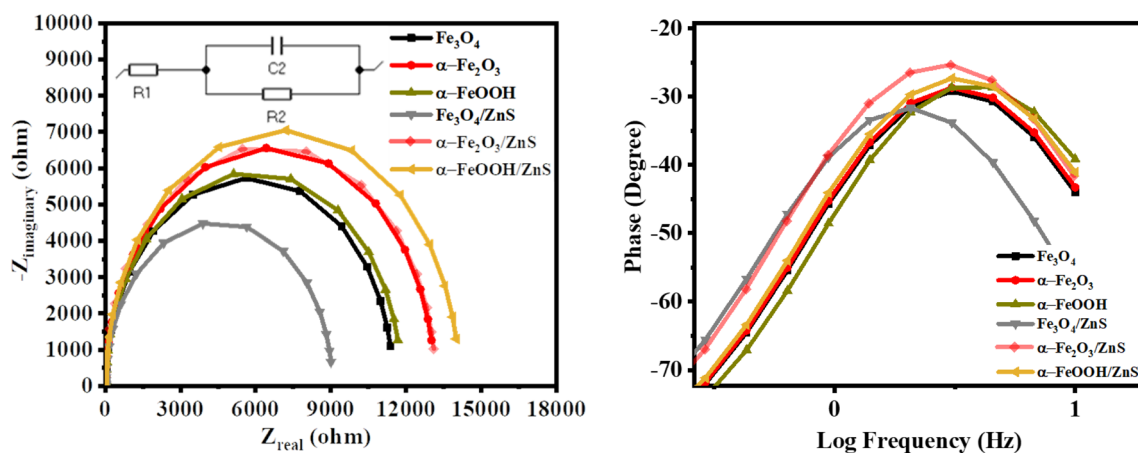 10000
9000
8000
7000
6000
5000
4000
3000
2000
1000
0
-Z_imaginary (ohm)
0 3000 6000 9000 12000 15000 18000
Z_real (ohm)
R1
C2
R2
Fe₃O₄
α–Fe₂O₃
α–FeOOH
Fe₃O₄/ZnS
α–Fe₂O₃/ZnS
α–FeOOH/ZnS
-20
-30
-40
-50
-60
-70
Phase (Degree)
0 1
Log Frequency (Hz)
Fe₃O₄
α–Fe₂O₃
α–FeOOH
Fe₃O₄/ZnS
α–Fe₂O₃/ZnS
α–FeOOH/ZnS